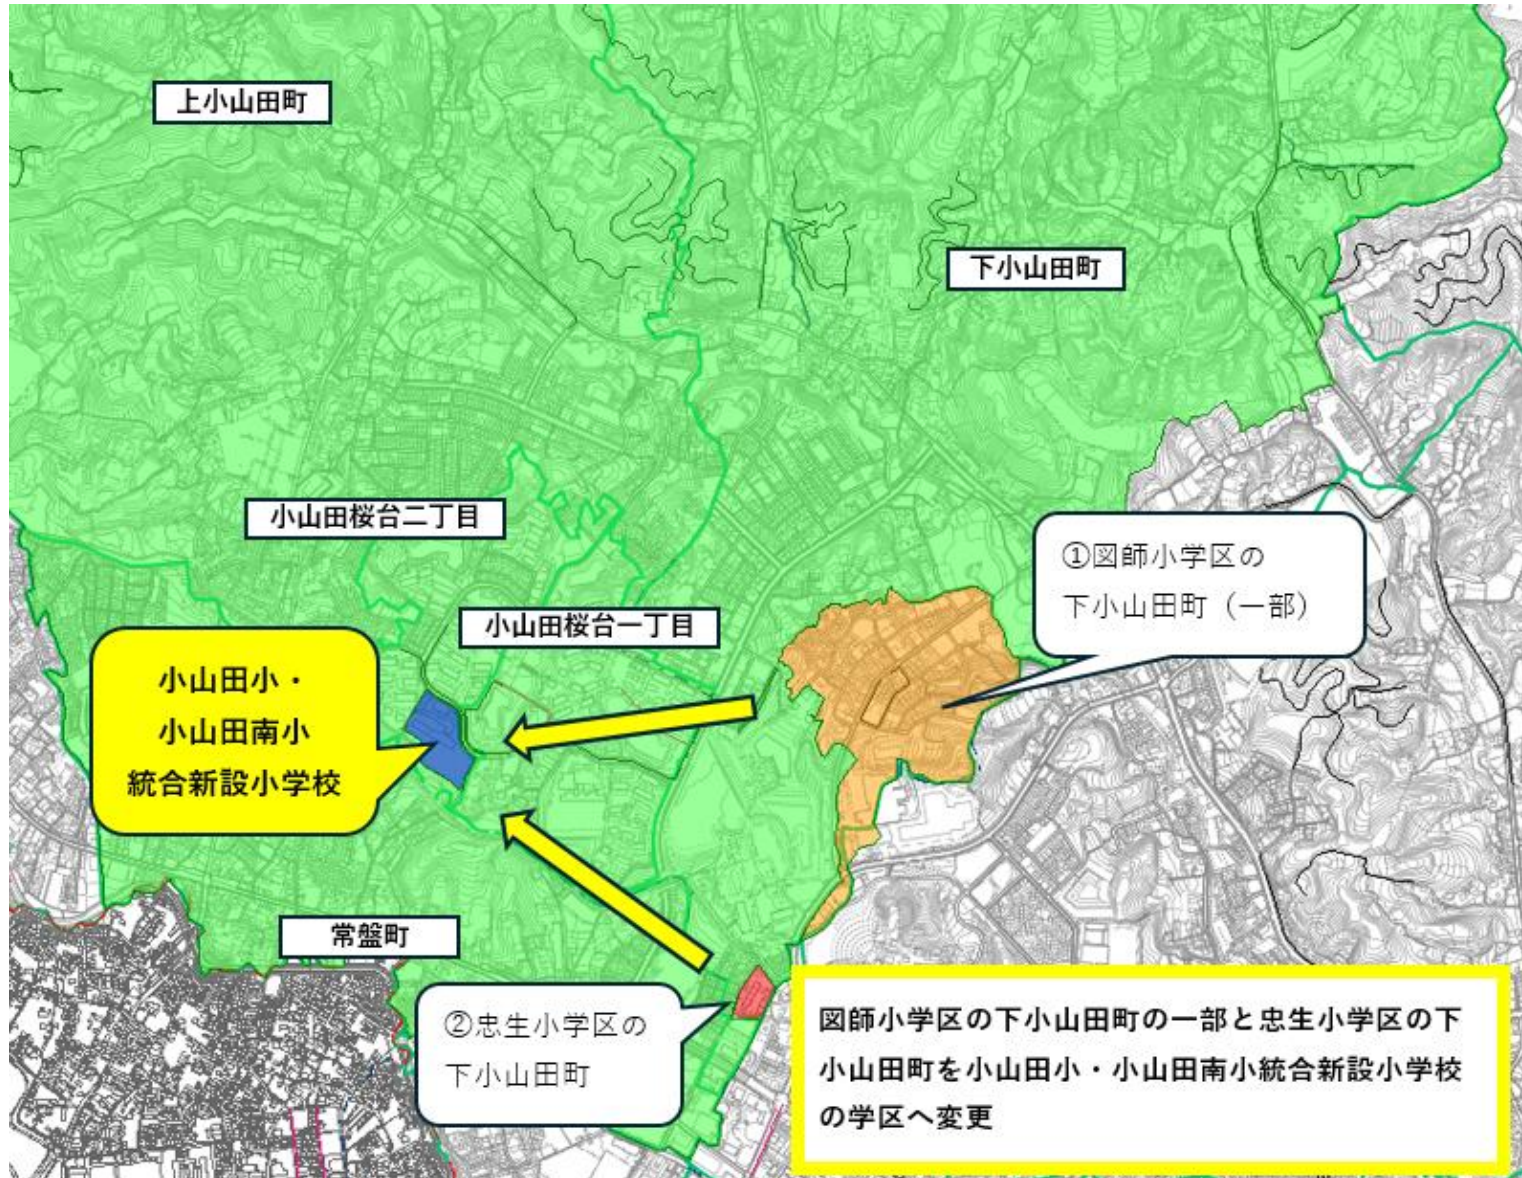 上小山田町
下小山田町
小山田桜台二丁目
①図師小学区の
下小山田町（一部）
小山田桜台一丁目
小山田小・
小山田南小
統合新設小学校
常盤町
②忠生小学区の
下小山田町
図師小学区の下小山田町の一部と忠生小学区の下
小山田町を小山田小・小山田南小統合新設小学校
の学区へ変更